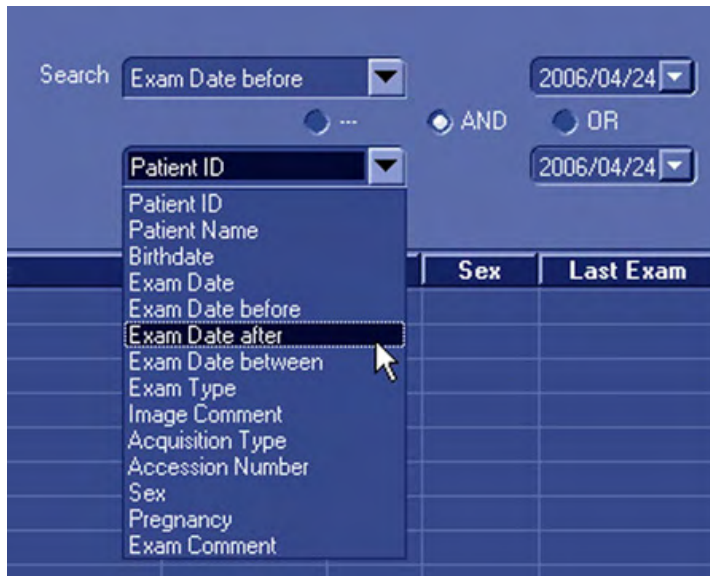 Search Exam Date before 2006/04/24
--- AND OR
Patient ID 2006/04/24
Patient ID
Patient Name
Birthdate
Exam Date
Exam Date before
Exam Date after
Exam Date between
Exam Type
Image Comment
Acquisition Type
Accession Number
Sex
Pregnancy
Exam Comment
Sex Last Exam